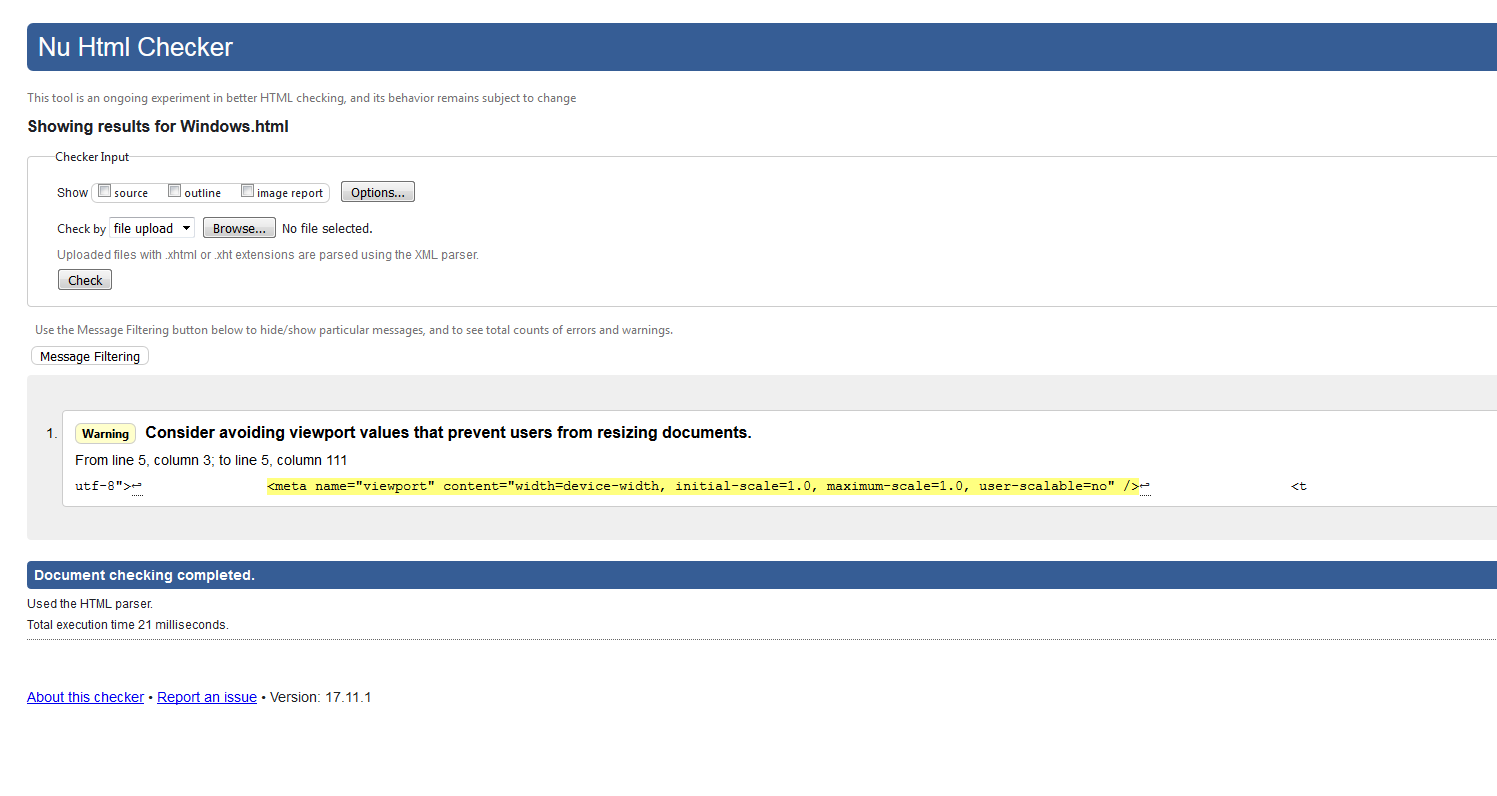 Nu Html Checker
This tool is an ongoing experiment in better HTML checking, and its behavior remains subject to change
Showing results for Windows.html
Checker Input
Show source outline image report Options...
Check by file upload Browse... No file selected.
Uploaded files with .xhtml or .xht extensions are parsed using the XML parser.
Check
Use the Message Filtering button below to hide/show particular messages, and to see total counts of errors and warnings.
Message Filtering
1. Warning Consider avoiding viewport values that prevent users from resizing documents.
From line 5, column 3; to line 5, column 111
utf-8">↩ <meta name="viewport" content="width=device-width, initial-scale=1.0, maximum-scale=1.0, user-scalable=no" />↩ <t
Document checking completed.
Used the HTML parser.
Total execution time 21 milliseconds.
About this checker • Report an issue • Version: 17.11.1